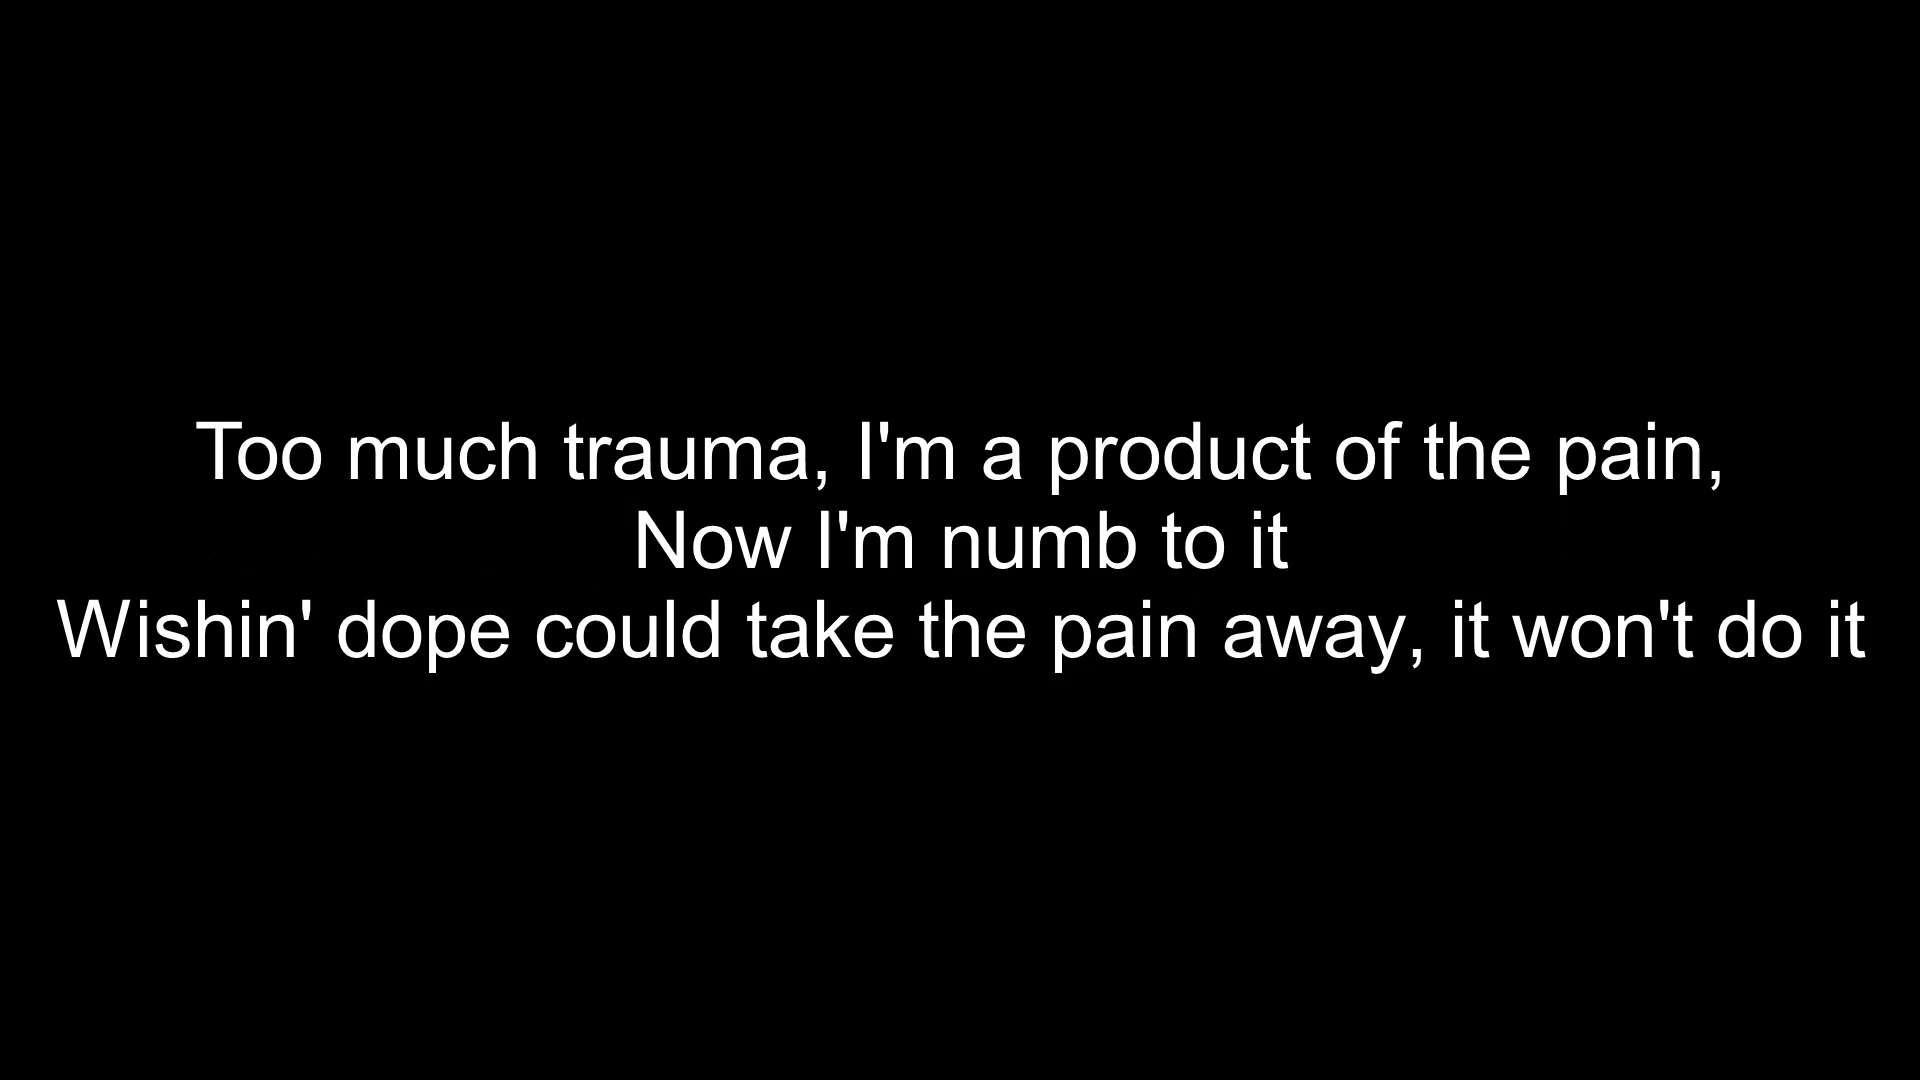 Too much trauma, I'm a product of the pain,
Now I'm numb to it
Wishin' dope could take the pain away, it won't do it